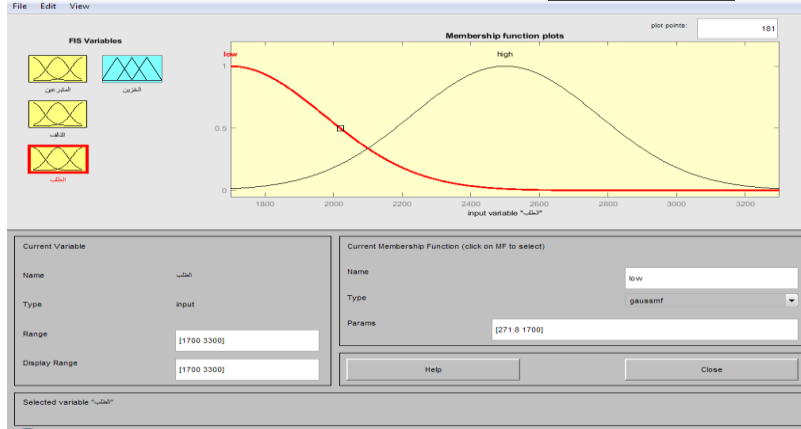 File Edit View
plot points: 181
FIS Variables
Membership function plots
المتبرعين
الخزين
التالف
الطلب
low
high
1
0.5
0
1800 2000 2200 2400 2600 2800 3000 3200
input variable "الطلب"
Current Variable
Name الطلب
Type input
Range [1700 3300]
Display Range [1700 3300]
Current Membership Function (click on MF to select)
Name low
Type gaussmf
Params [271.8 1700]
Help Close
Selected variable "الطلب"